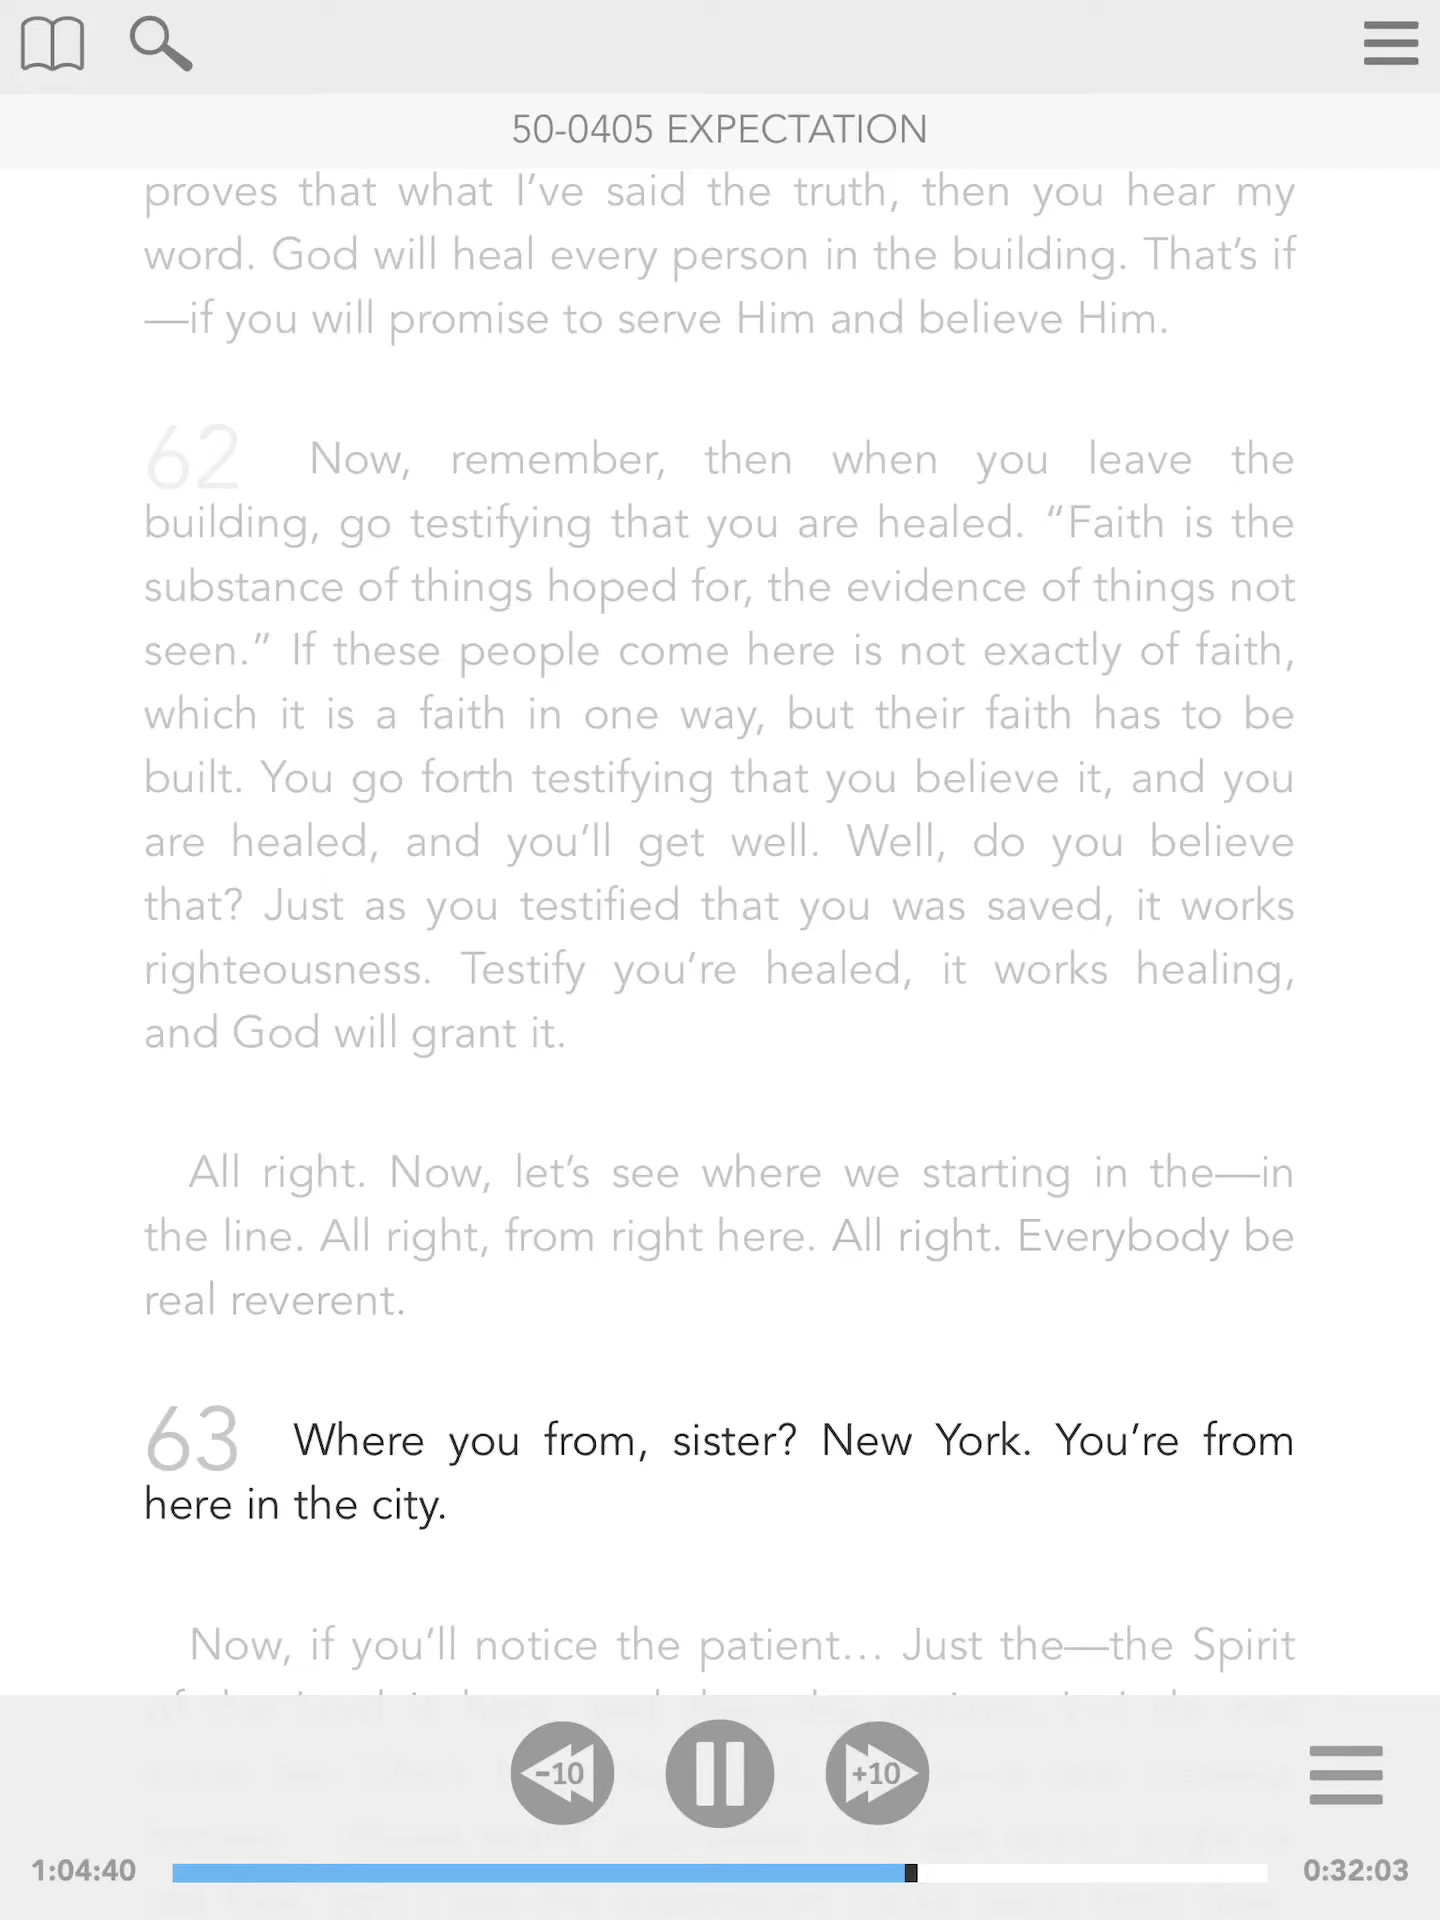 50-0405 EXPECTATION
proves that what I’ve said the truth, then you hear my
word. God will heal every person in the building. That’s if
—if you will promise to serve Him and believe Him.
62 Now, remember, then when you leave the
building, go testifying that you are healed. “Faith is the
substance of things hoped for, the evidence of things not
seen.” If these people come here is not exactly of faith,
which it is a faith in one way, but their faith has to be
built. You go forth testifying that you believe it, and you
are healed, and you’ll get well. Well, do you believe
that? Just as you testified that you was saved, it works
righteousness. Testify you’re healed, it works healing,
and God will grant it.
All right. Now, let’s see where we starting in the—in
the line. All right, from right here. All right. Everybody be
real reverent.
63 Where you from, sister? New York. You’re from
here in the city.
Now, if you’ll notice the patient… Just the—the Spirit
-10 +10
1:04:40 0:32:03